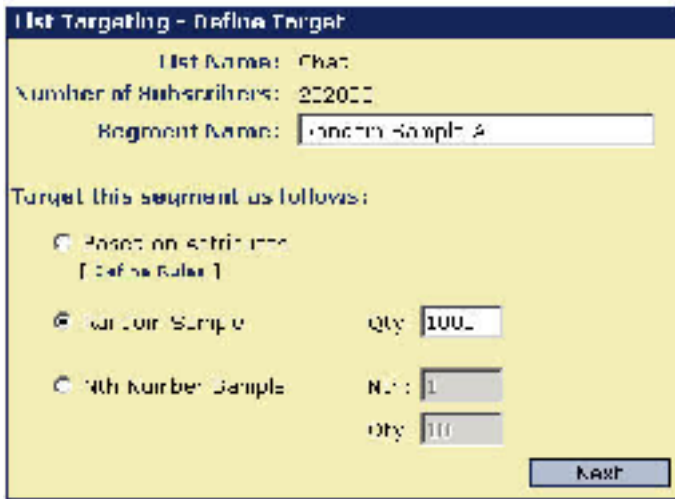 List Targeting - Define Target
List Name: Chat
Number of Subscribers:
Segment Name: Random Sample A
Target this segment as follows:
Based on Attributes
[ Define Rules ]
Random Sample Qty
Nth Number Sample Nth: 1
Qty 10
Next